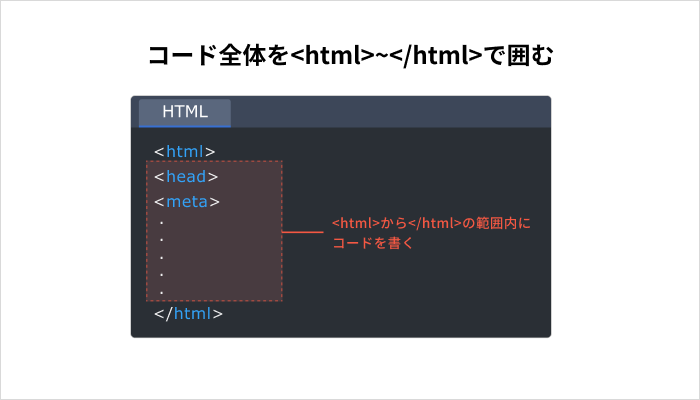 コード全体を<html>~</html>で囲む
HTML
<html>
<head>
<meta>
・
・
・
・
・
</html>
<html>から</html>の範囲内に
コードを書く